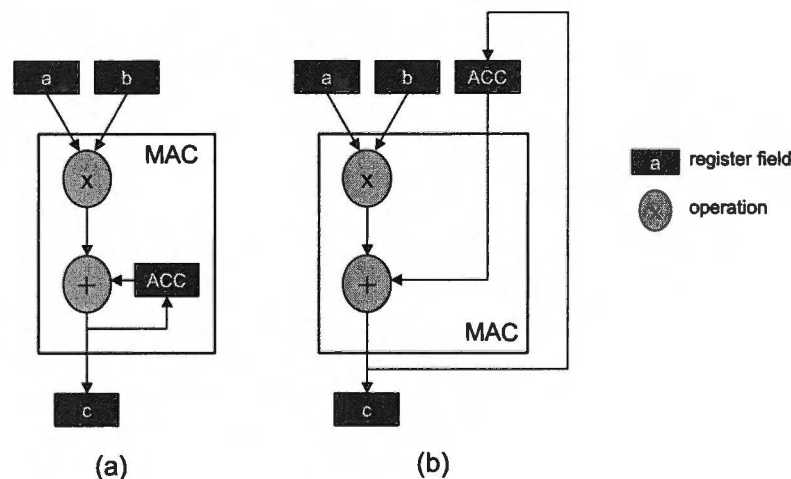 a b
MAC
x
+ ACC
c
(a)
a b ACC
x
+
MAC
c
(b)
a register field
x operation